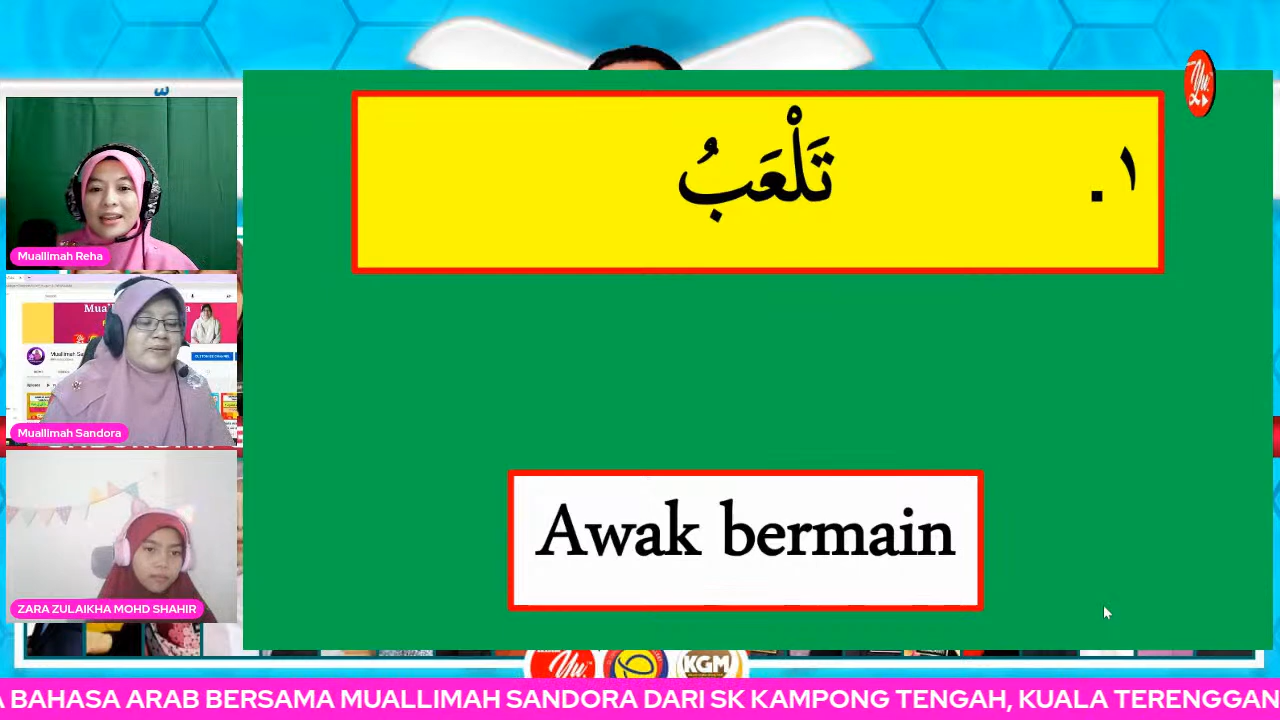 ١.
تَلْعَبُ
Awak bermain
Muallimah Reha
Muallimah Sandora
ZARA ZULAIKHA MOHD SHAHIR
Yu.
KGM
A BAHASA ARAB BERSAMA MUALLIMAH SANDORA DARI SK KAMPONG TENGAH, KUALA TERENGGAN